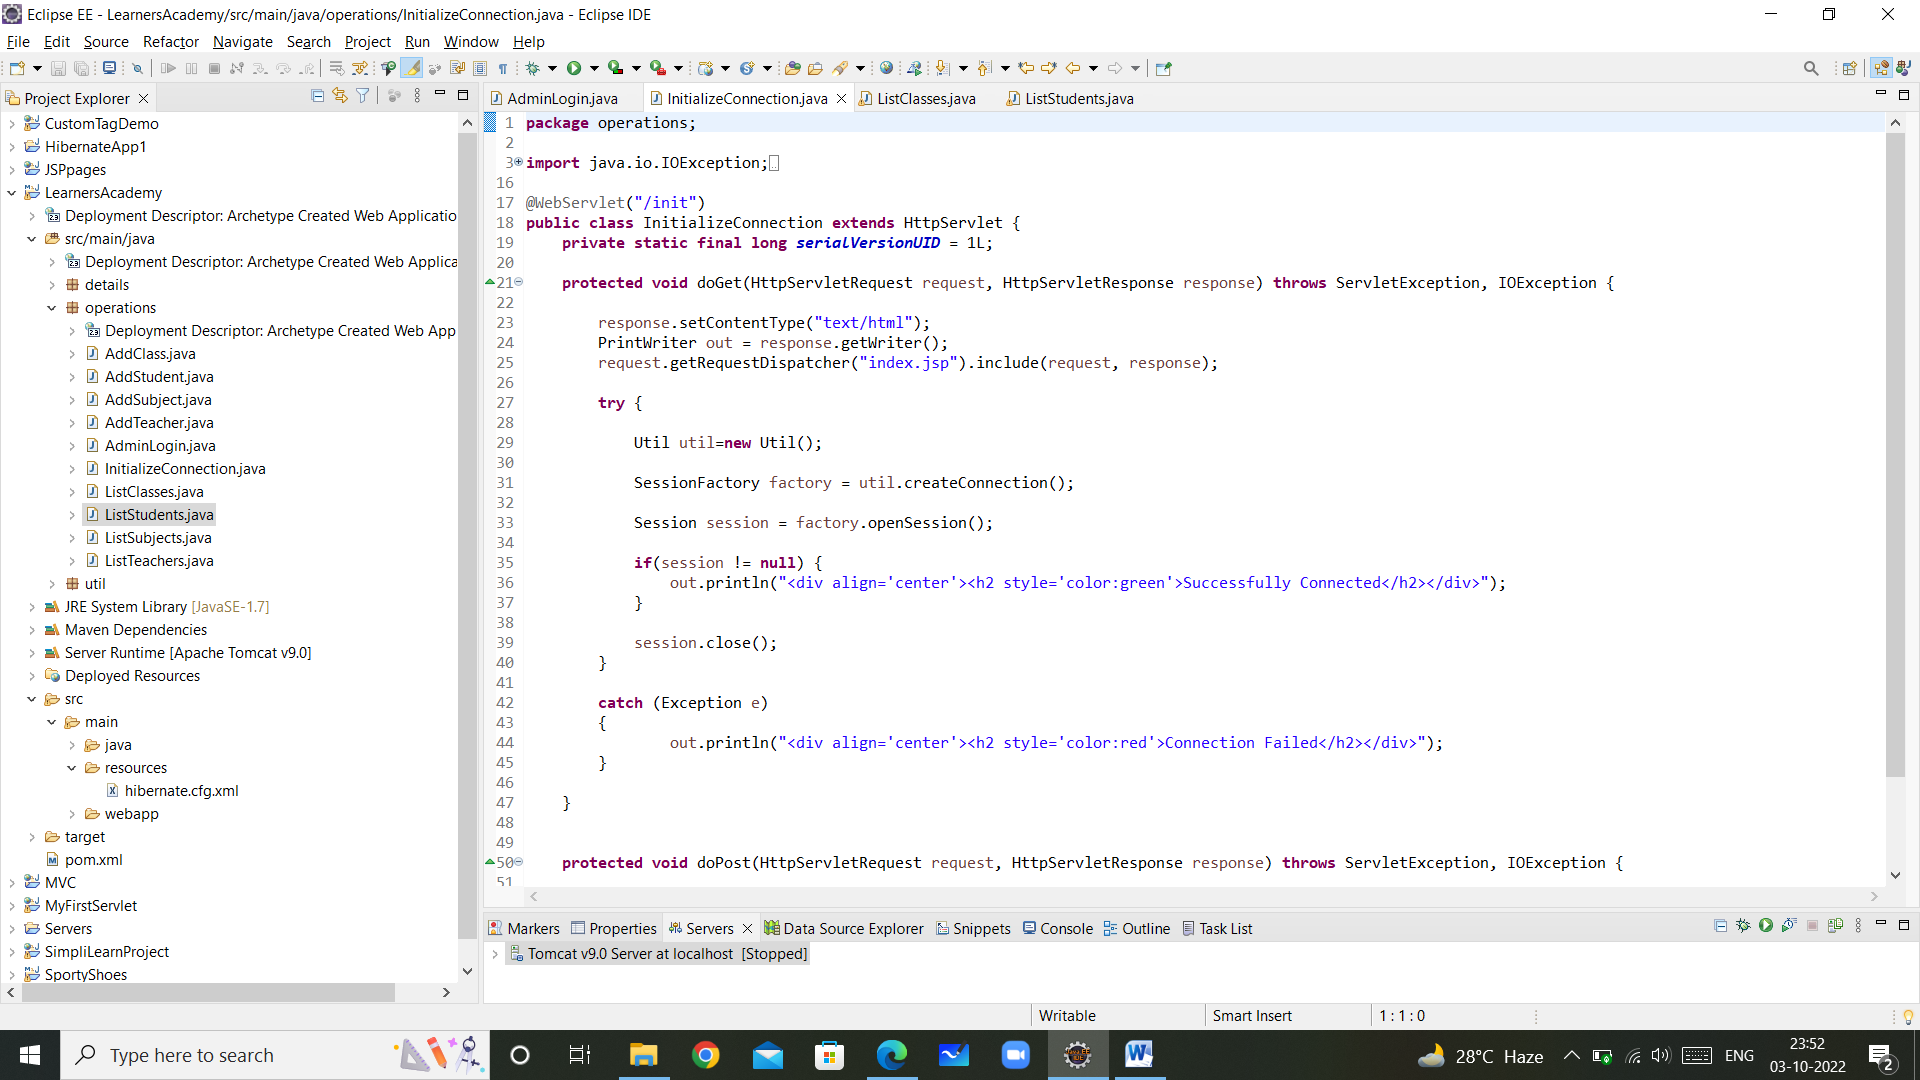 Eclipse EE - LearnersAcademy/src/main/java/operations/InitializeConnection.java - Eclipse IDE
File Edit Source Refactor Navigate Search Project Run Window Help
Project Explorer
CustomTagDemo
HibernateApp1
JSPpages
LearnersAcademy
Deployment Descriptor: Archetype Created Web Applicatio
src/main/java
Deployment Descriptor: Archetype Created Web Applica
details
operations
Deployment Descriptor: Archetype Created Web App
AddClass.java
AddStudent.java
AddSubject.java
AddTeacher.java
AdminLogin.java
InitializeConnection.java
ListClasses.java
ListStudents.java
ListSubjects.java
ListTeachers.java
util
JRE System Library [JavaSE-1.7]
Maven Dependencies
Server Runtime [Apache Tomcat v9.0]
Deployed Resources
src
main
java
resources
hibernate.cfg.xml
webapp
target
pom.xml
MVC
MyFirstServlet
Servers
SimpliLearnProject
SportyShoes
AdminLogin.java InitializeConnection.java ListClasses.java ListStudents.java
1 package operations;
2
3 import java.io.IOException;
16
17 @WebServlet("/init")
18 public class InitializeConnection extends HttpServlet {
19 private static final long serialVersionUID = 1L;
20
21 protected void doGet(HttpServletRequest request, HttpServletResponse response) throws ServletException, IOException {
22
23 response.setContentType("text/html");
24 PrintWriter out = response.getWriter();
25 request.getRequestDispatcher("index.jsp").include(request, response);
26
27 try {
28
29 Util util=new Util();
30
31 SessionFactory factory = util.createConnection();
32
33 Session session = factory.openSession();
34
35 if(session != null) {
36 out.println("<div align='center'><h2 style='color:green'>Successfully Connected</h2></div>");
37 }
38
39 session.close();
40 }
41
42 catch (Exception e)
43 {
44 out.println("<div align='center'><h2 style='color:red'>Connection Failed</h2></div>");
45 }
46
47 }
48
49
50 protected void doPost(HttpServletRequest request, HttpServletResponse response) throws ServletException, IOException {
51
Markers Properties Servers Data Source Explorer Snippets Console Outline Task List
Tomcat v9.0 Server at localhost [Stopped]
Writable Smart Insert 1 : 1 : 0
Type here to search
28°C Haze ENG
23:52
03-10-2022
2